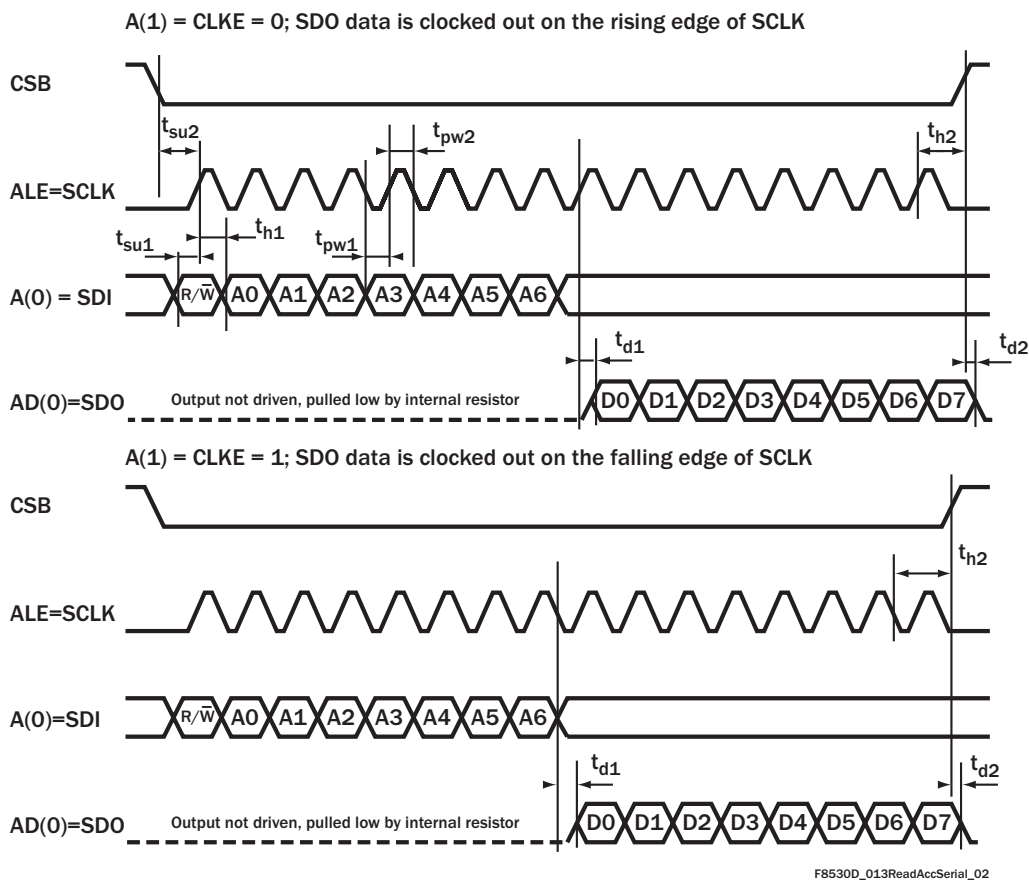 A(1) = CLKE = 0; SDO data is clocked out on the rising edge of SCLK
CSB
tsu2
tpw2
th2
ALE=SCLK
tsu1
th1
tpw1
A(0) = SDI
R/W̅ A0 A1 A2 A3 A4 A5 A6
td1
td2
AD(0)=SDO
Output not driven, pulled low by internal resistor
D0 D1 D2 D3 D4 D5 D6 D7
A(1) = CLKE = 1; SDO data is clocked out on the falling edge of SCLK
CSB
th2
ALE=SCLK
A(0)=SDI
R/W̅ A0 A1 A2 A3 A4 A5 A6
td1
td2
AD(0)=SDO
Output not driven, pulled low by internal resistor
D0 D1 D2 D3 D4 D5 D6 D7
F8530D_013ReadAccSerial_02